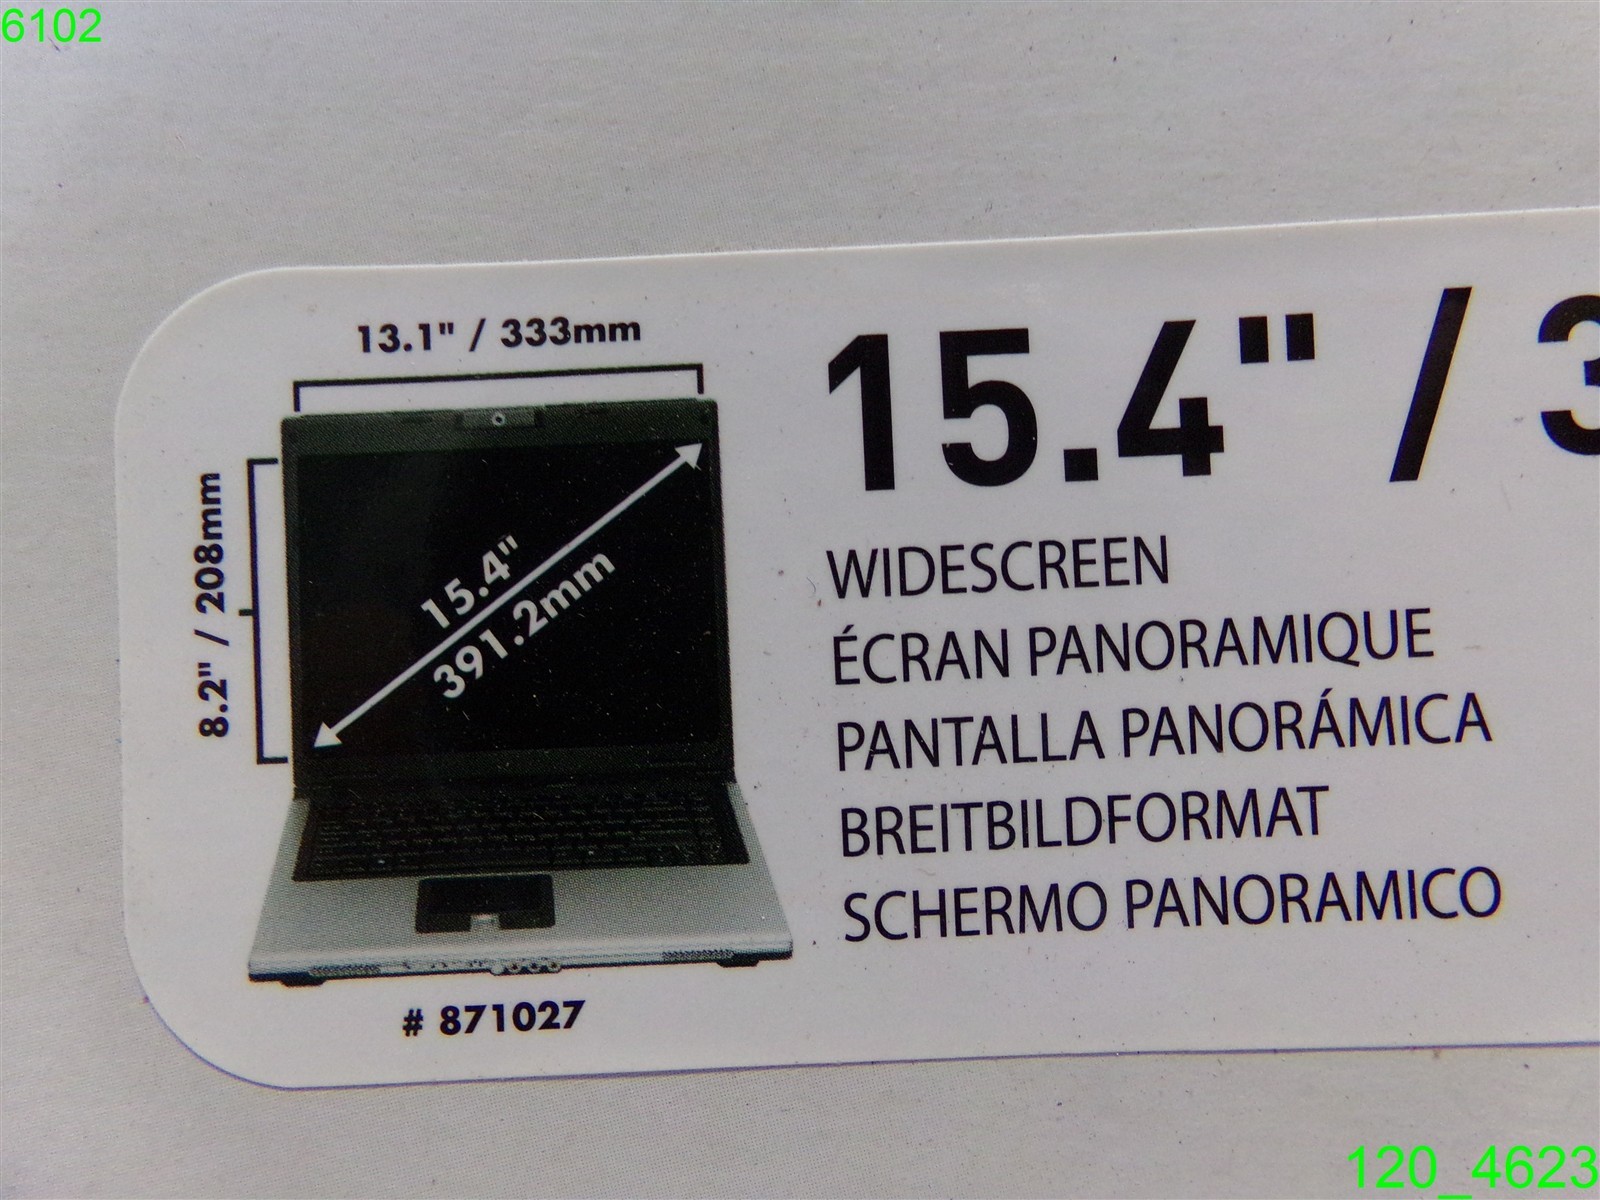 6102
13.1" / 333mm
15.4" / 3
8.2" / 208mm
15.4"
391.2mm
WIDESCREEN
ÉCRAN PANORAMIQUE
PANTALLA PANORÁMICA
BREITBILDFORMAT
SCHERMO PANORAMICO
# 871027
120_4623